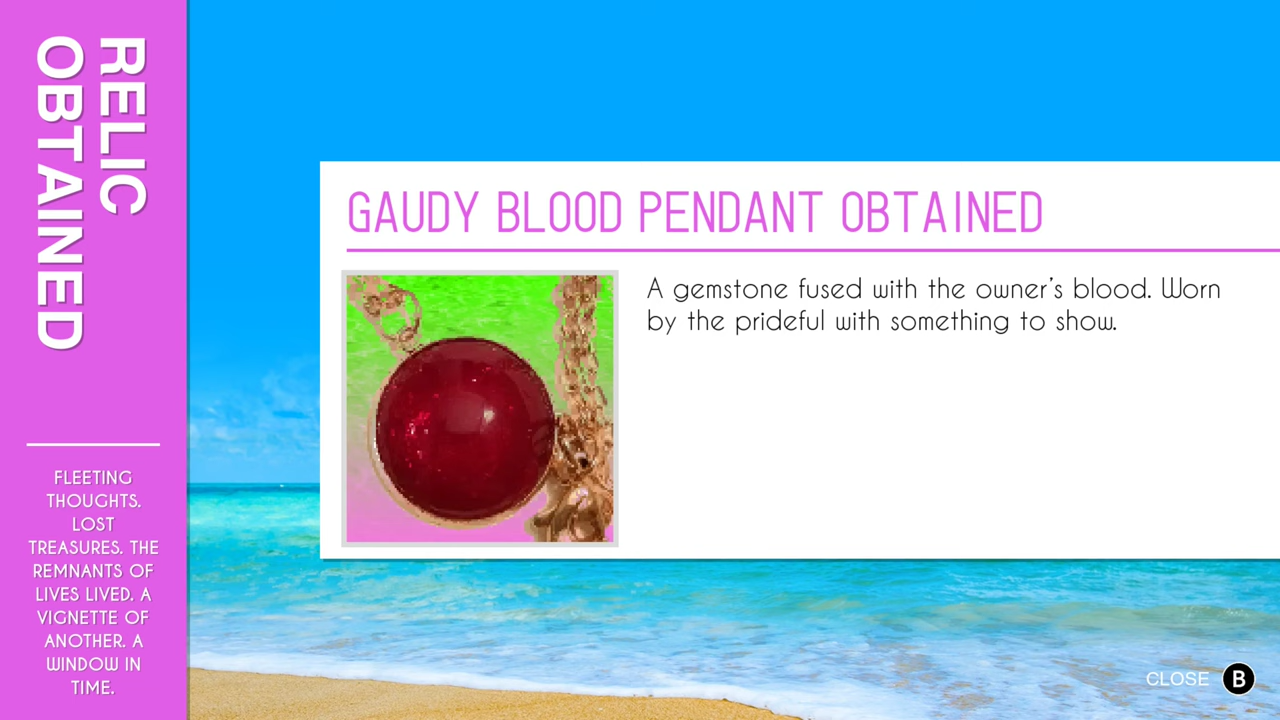 RELIC
OBTAINED
FLEETING
THOUGHTS.
LOST
TREASURES. THE
REMNANTS OF
LIVES LIVED. A
VIGNETTE OF
ANOTHER. A
WINDOW IN
TIME.
GAUDY BLOOD PENDANT OBTAINED
A gemstone fused with the owner's blood. Worn
by the prideful with something to show.
CLOSE B